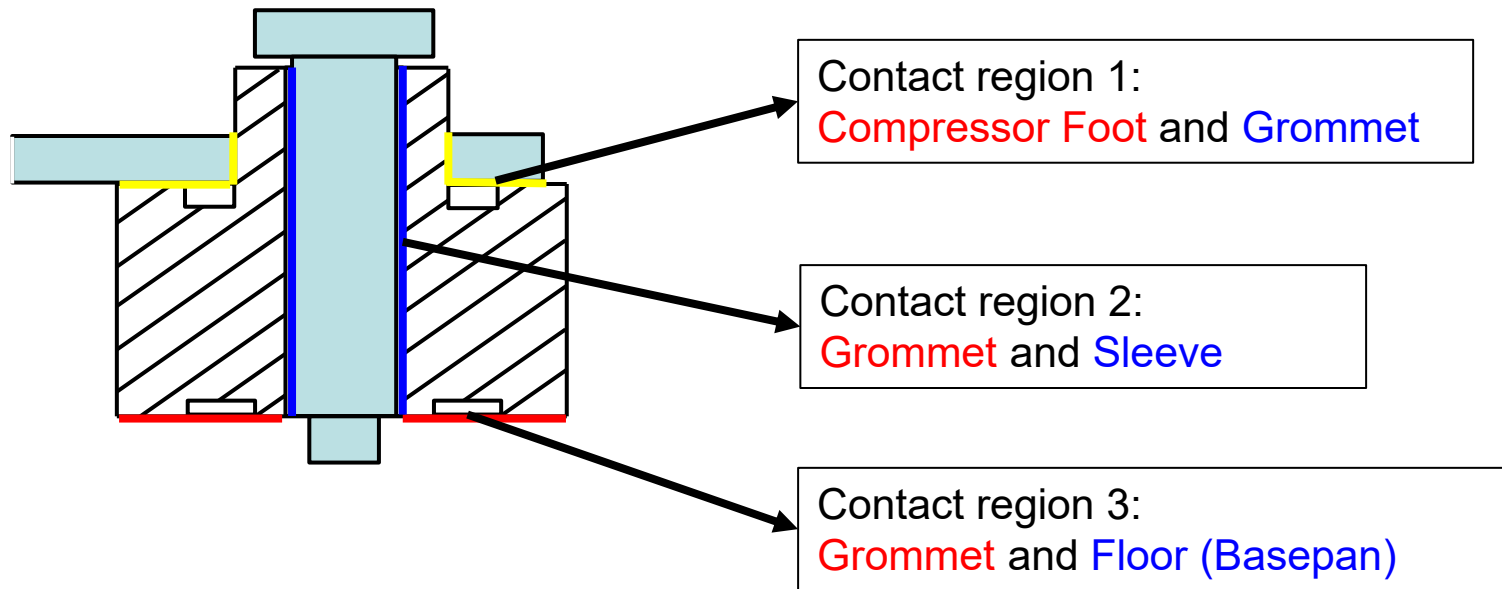 Contact region 1:
Compressor Foot and Grommet
Contact region 2:
Grommet and Sleeve
Contact region 3:
Grommet and Floor (Basepan)